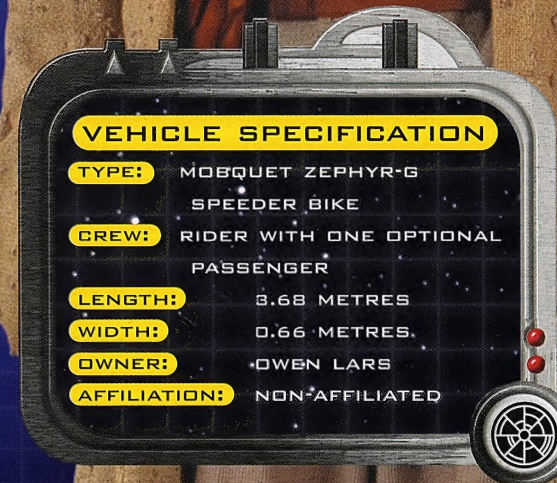 VEHICLE SPECIFICATION
TYPE: MOBQUET ZEPHYR-G
SPEEDER BIKE
CREW: RIDER WITH ONE OPTIONAL
PASSENGER
LENGTH: 3.68 METRES
WIDTH: 0.66 METRES
OWNER: OWEN LARS
AFFILIATION: NON-AFFILIATED